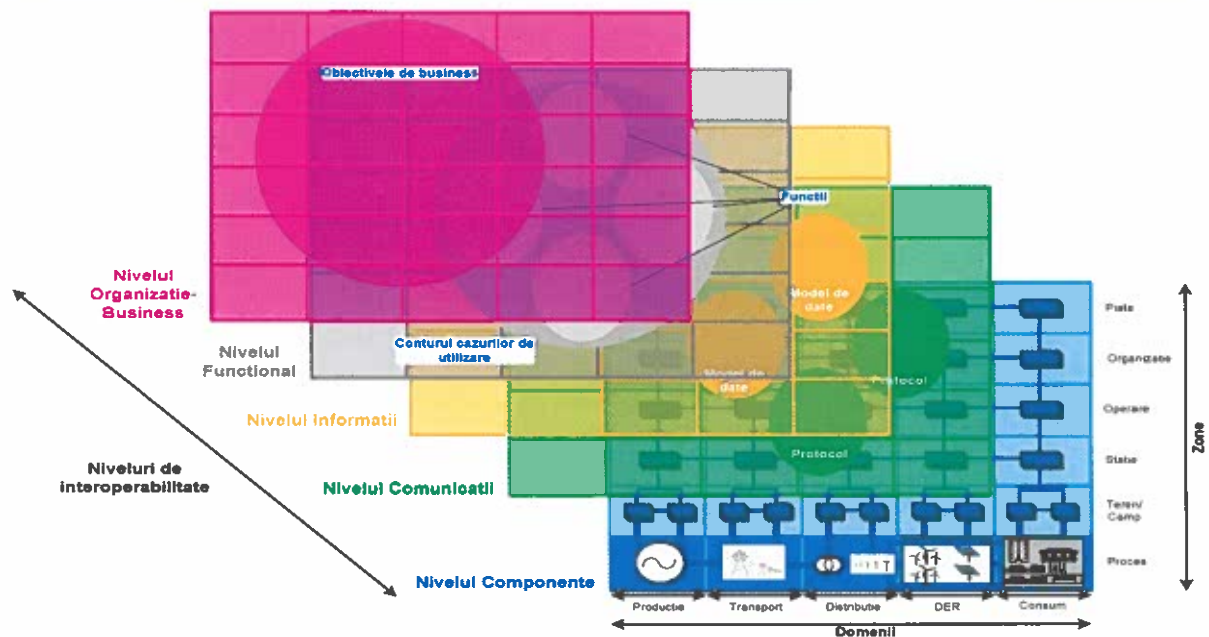 Obiectivele de business
Functii
Nivelul
Organizatie-
Business
Model de
date
Piata
Conturul cazurilor de
utilizare
Nivelul
Functional
Organizatie
Model de
date
Protocol
Nivelul Informatii
Operare
Zone
Protocol
Statie
Niveluri de
interoperabilitate
Nivelul Comunicatii
Teren/
Camp
Proces
Nivelul Componente
Productie
Transport
Distributie
DER
Consum
Domenii